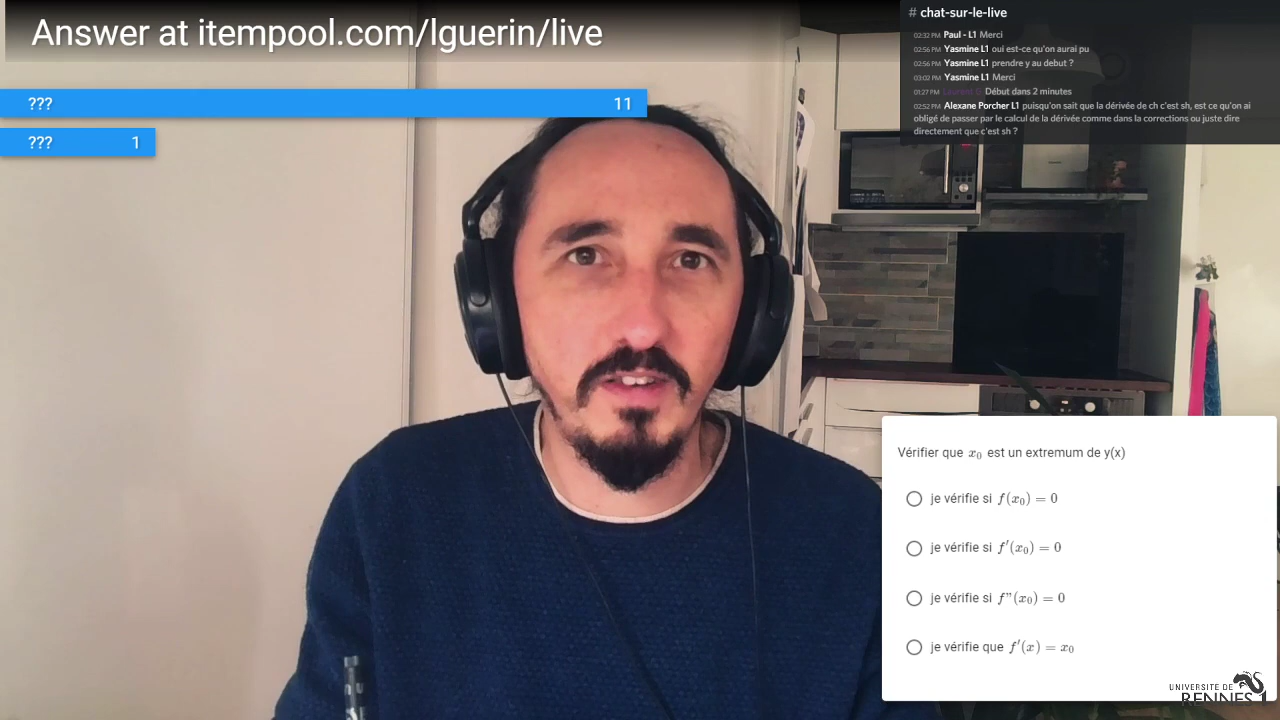 Answer at itempool.com/lguerin/live
??? 11
??? 1
# chat-sur-le-live
02:32 PM Paul - L1 Merci
02:56 PM Yasmine L1 oui est-ce qu'on aurai pu
02:56 PM Yasmine L1 prendre y au debut ?
03:02 PM Yasmine L1 Merci
01:27 PM Début dans 2 minutes
02:52 PM Alexane Porcher L1 puisqu'on sait que la dérivée de ch c'est sh, est ce qu'on ai
obligé de passer par le calcul de la dérivée comme dans la corrections ou juste dire
directement que c'est sh ?
Vérifier que x₀ est un extremum de y(x)
je vérifie si f(x₀) = 0
je vérifie si f′(x₀) = 0
je vérifie si f”(x₀) = 0
je vérifie que f′(x) = x₀
UNIVERSITE DE
RENNES 1